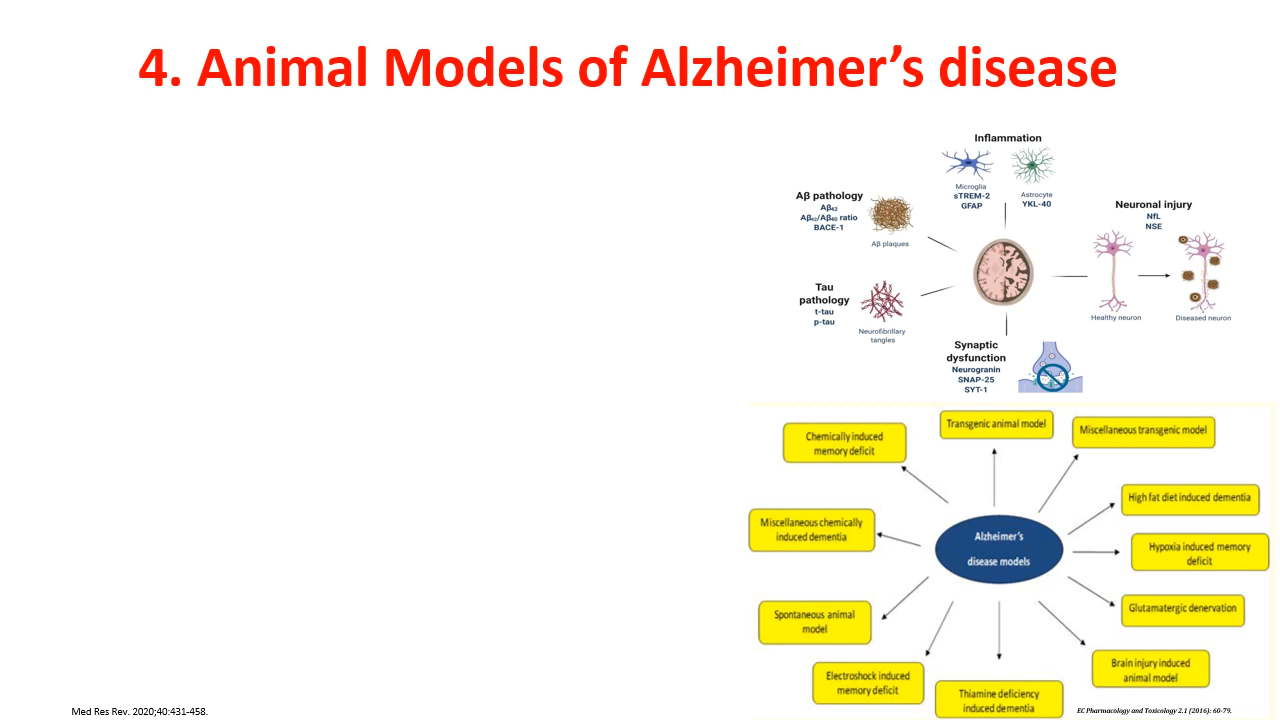 4. Animal Models of Alzheimer’s disease
Inflammation
Microglia
sTREM-2
GFAP
Astrocyte
YKL-40
Aβ pathology
Aβ₄₂
Aβ₄₂/Aβ₄₀ ratio
BACE-1
Aβ plaques
Neuronal injury
NfL
NSE
Healthy neuron
Diseased neuron
Tau
pathology
t-tau
p-tau
Neurofibrillary
tangles
Synaptic
dysfunction
Neurogranin
SNAP-25
SYT-1
Transgenic animal model
Miscellaneous transgenic model
Chemically induced
memory deficit
High fat diet induced dementia
Miscellaneous chemically
induced dementia
Alzheimer’s
disease models
Hypoxia induced memory
deficit
Spontaneous animal
model
Glutamatergic denervation
Electroshock induced
memory deficit
Brain injury induced
animal model
Thiamine deficiency
induced dementia
Med Res Rev. 2020;40:431-458.
EC Pharmacology and Toxicology 2.1 (2016): 60-79.